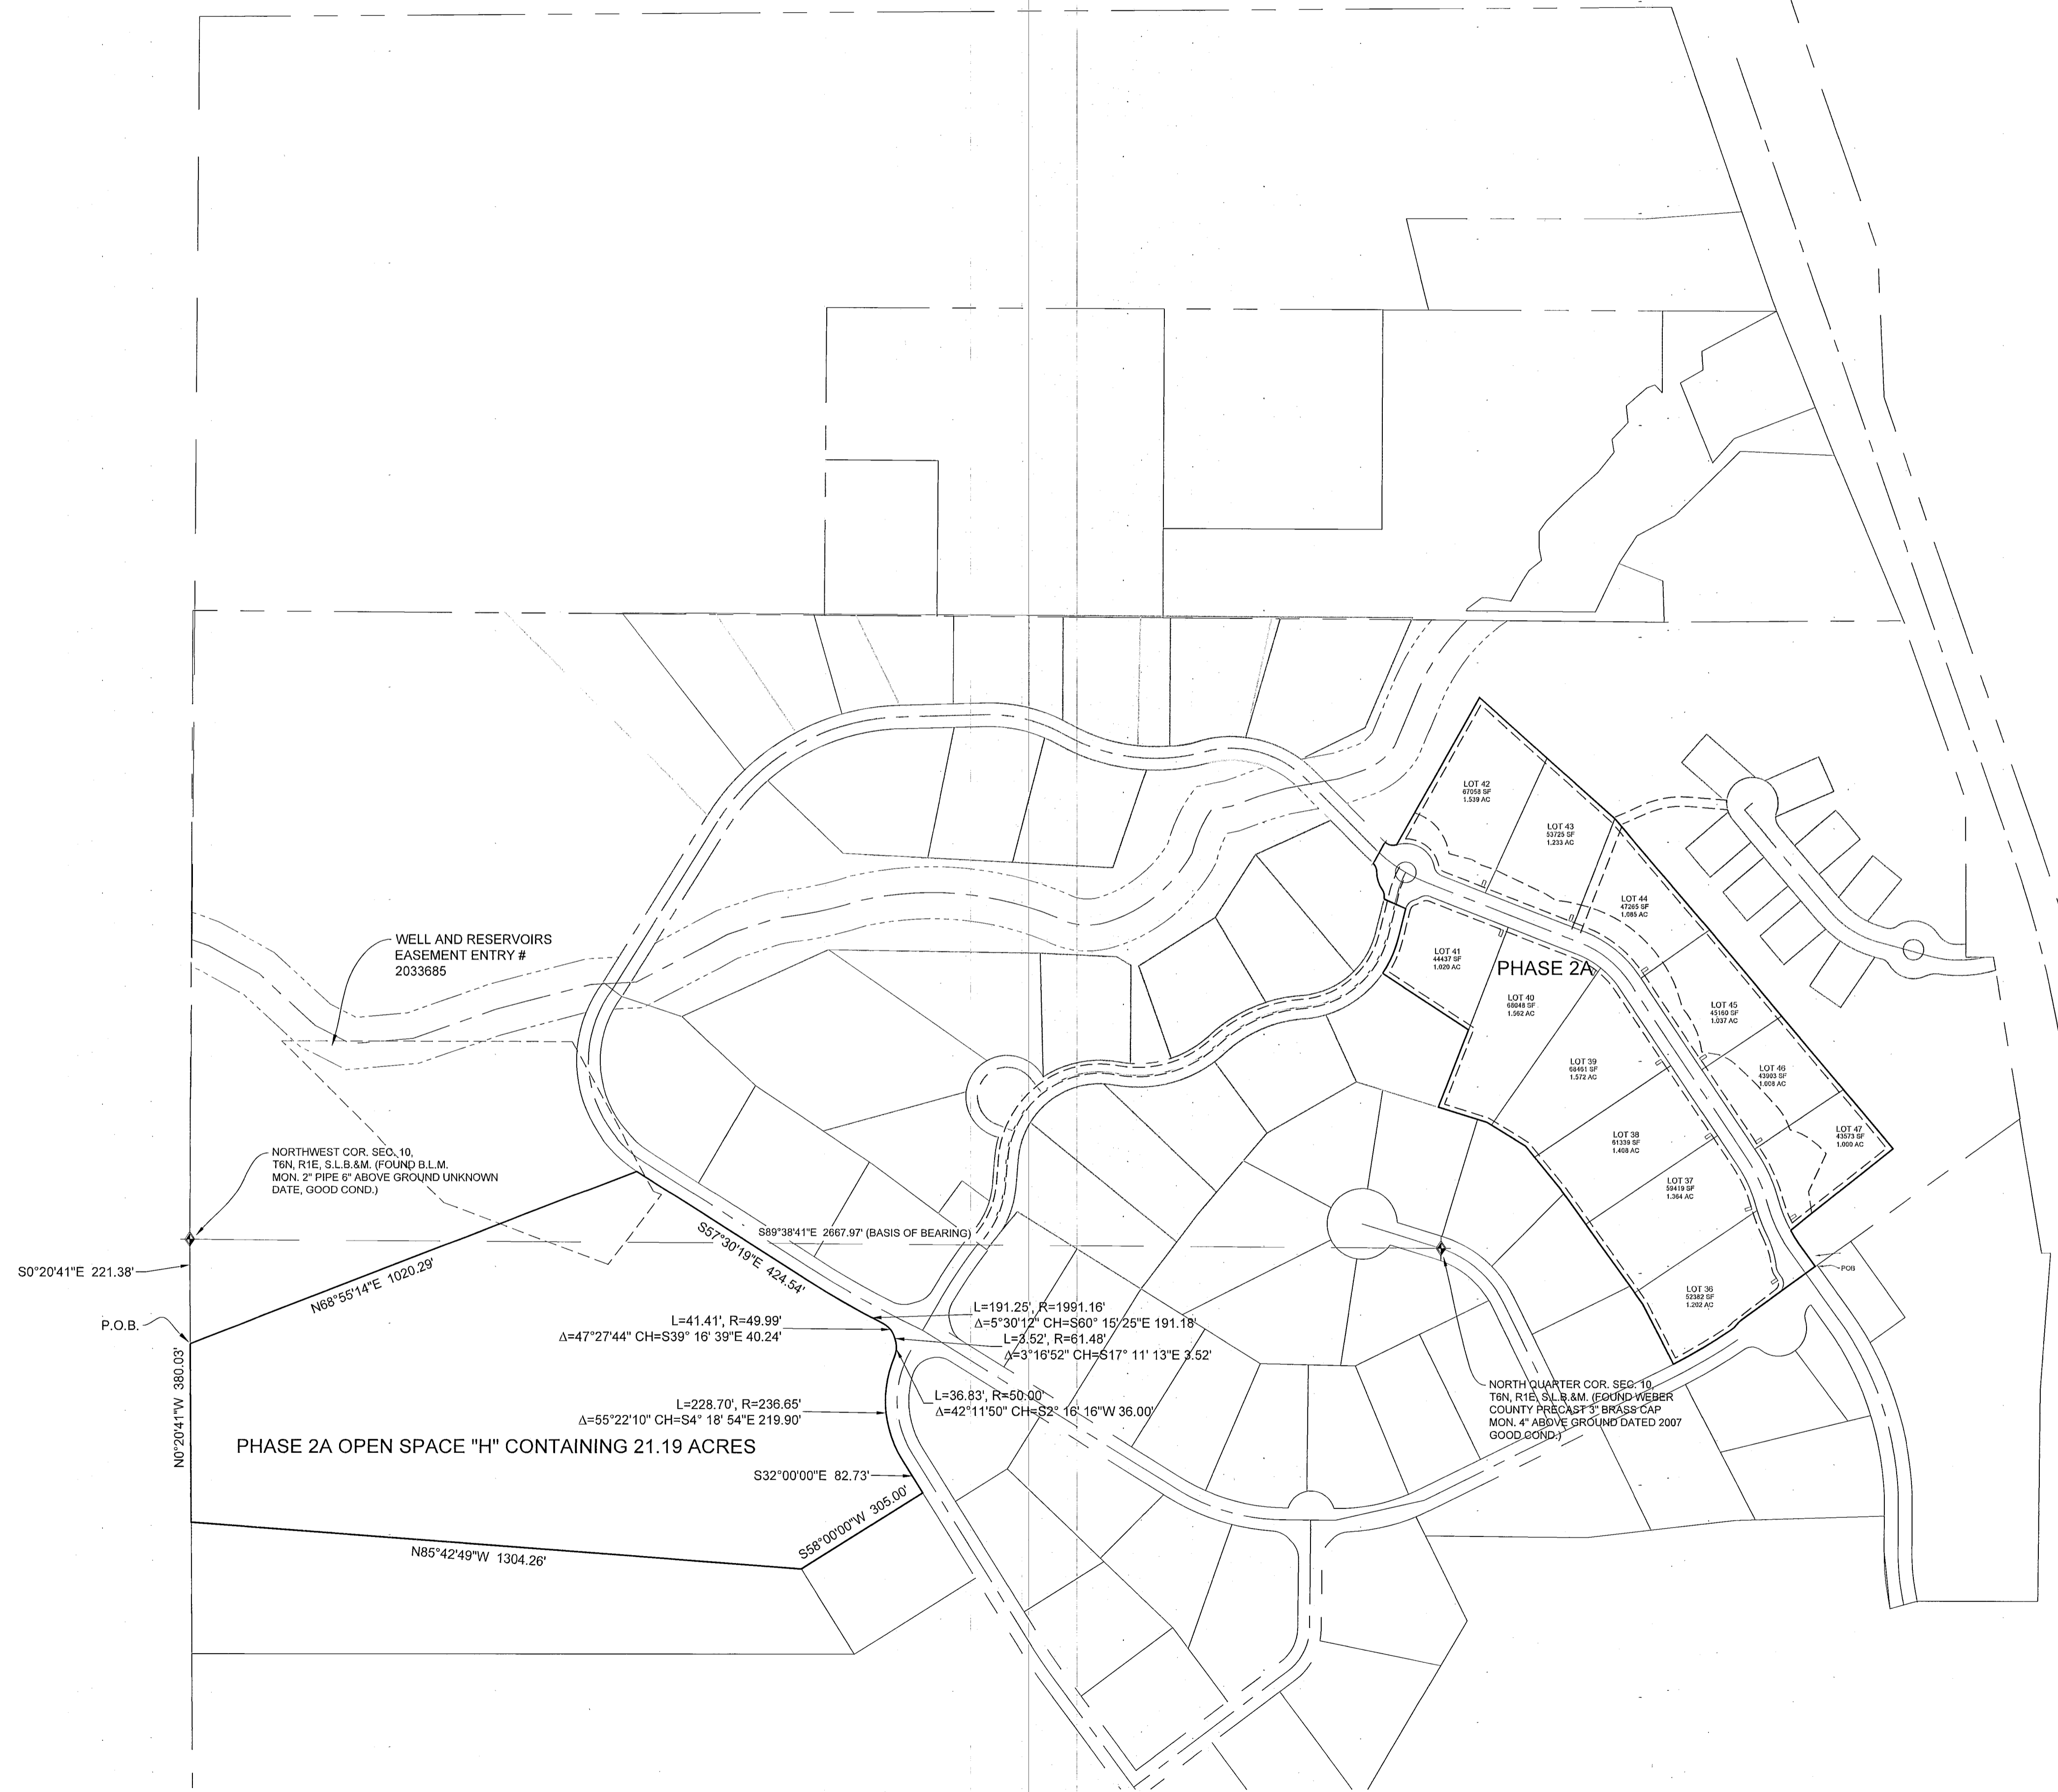 LOT 42
67058 SF
1.539 AC
LOT 43
53725 SF
1.233 AC
LOT 44
47265 SF
1.085 AC
LOT 41
44437 SF
1.020 AC
PHASE 2A
LOT 40
68048 SF
1.562 AC
LOT 45
45160 SF
1.037 AC
LOT 39
68461 SF
1.572 AC
LOT 46
43903 SF
1.008 AC
LOT 38
61339 SF
1.408 AC
LOT 47
43573 SF
1.000 AC
LOT 37
59419 SF
1.364 AC
LOT 36
52382 SF
1.202 AC
POB
WELL AND RESERVOIRS
EASEMENT ENTRY #
2033685
NORTHWEST COR. SEC. 10,
T6N, R1E, S.L.B.&M. (FOUND B.L.M.
MON. 2" PIPE 6" ABOVE GROUND UNKNOWN
DATE, GOOD COND.)
S89°38'41"E 2667.97' (BASIS OF BEARING)
S0°20'41"E 221.38'
P.O.B.
N68°55'14"E 1020.29'
S57°30'19"E 424.54'
L=191.25', R=1991.16'
Δ=5°30'12" CH=S60° 15' 25"E 191.18'
L=41.41', R=49.99'
Δ=47°27'44" CH=S39° 16' 39"E 40.24'
L=3.52', R=61.48'
Δ=3°16'52" CH=S17° 11' 13"E 3.52'
L=36.83', R=50.00'
Δ=42°11'50" CH=S2° 16' 16"W 36.00'
L=228.70', R=236.65'
Δ=55°22'10" CH=S4° 18' 54"E 219.90'
N0°20'41"W 380.03'
PHASE 2A OPEN SPACE "H" CONTAINING 21.19 ACRES
S32°00'00"E 82.73'
S58°00'00"W 305.00'
N85°42'49"W 1304.26'
NORTH QUARTER COR. SEC. 10,
T6N, R1E, S.L.B.&M. (FOUND WEBER
COUNTY PRECAST 3" BRASS CAP
MON. 4" ABOVE GROUND DATED 2007
GOOD COND.)